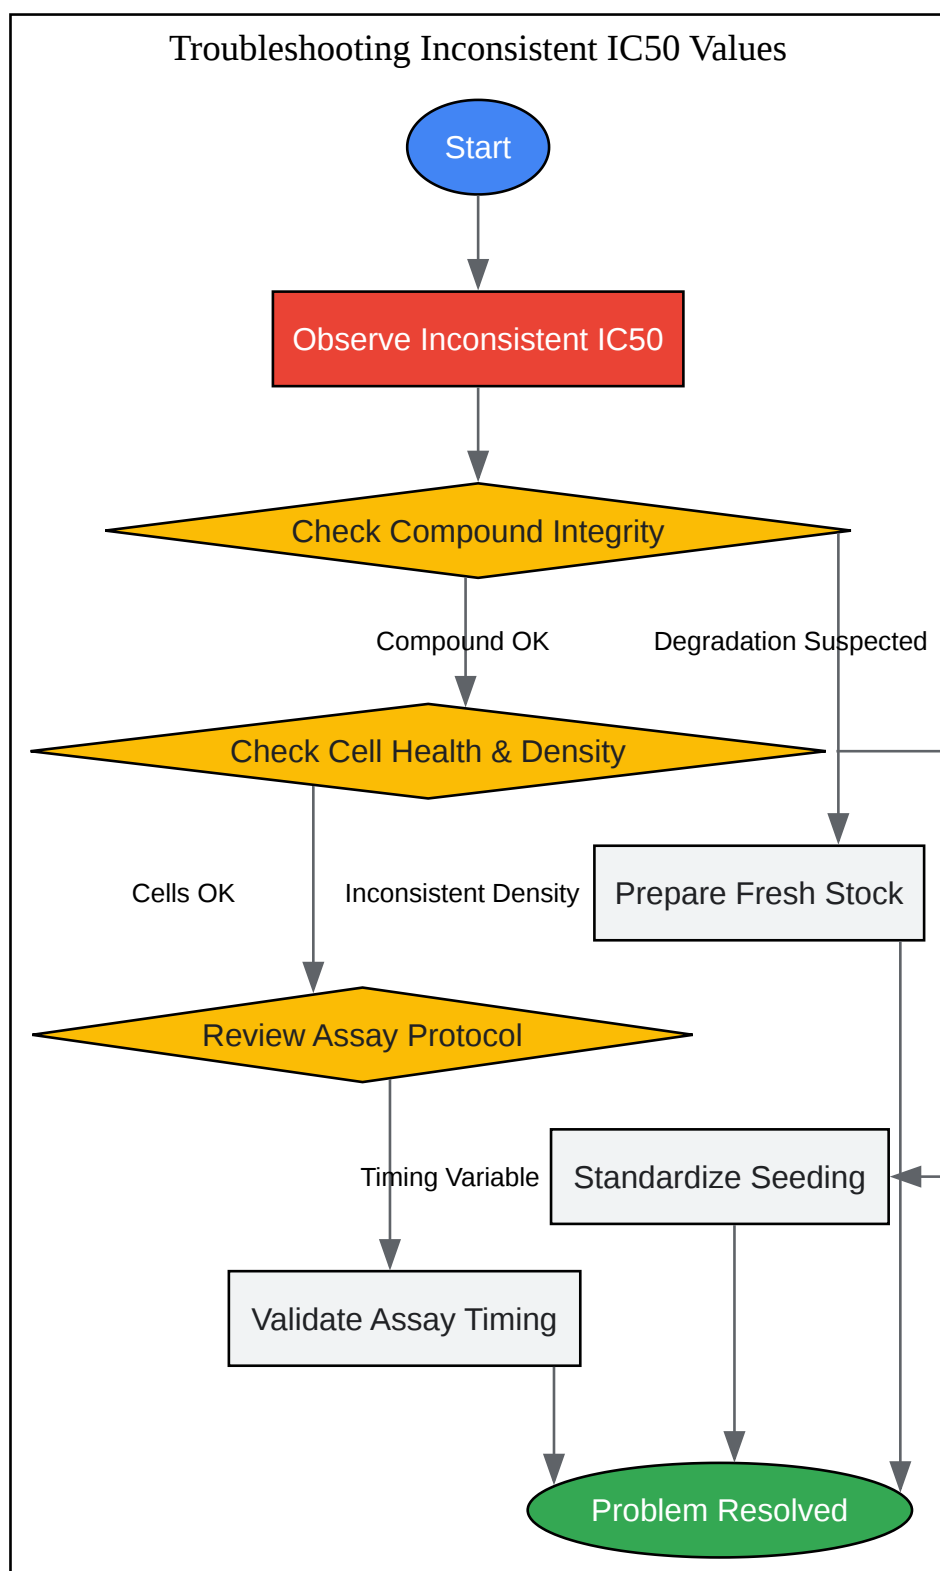 Troubleshooting Inconsistent IC50 Values
Start
Observe Inconsistent IC50
Check Compound Integrity
Compound OK
Degradation Suspected
Check Cell Health & Density
Cells OK
Inconsistent Density
Prepare Fresh Stock
Review Assay Protocol
Timing Variable
Standardize Seeding
Validate Assay Timing
Problem Resolved